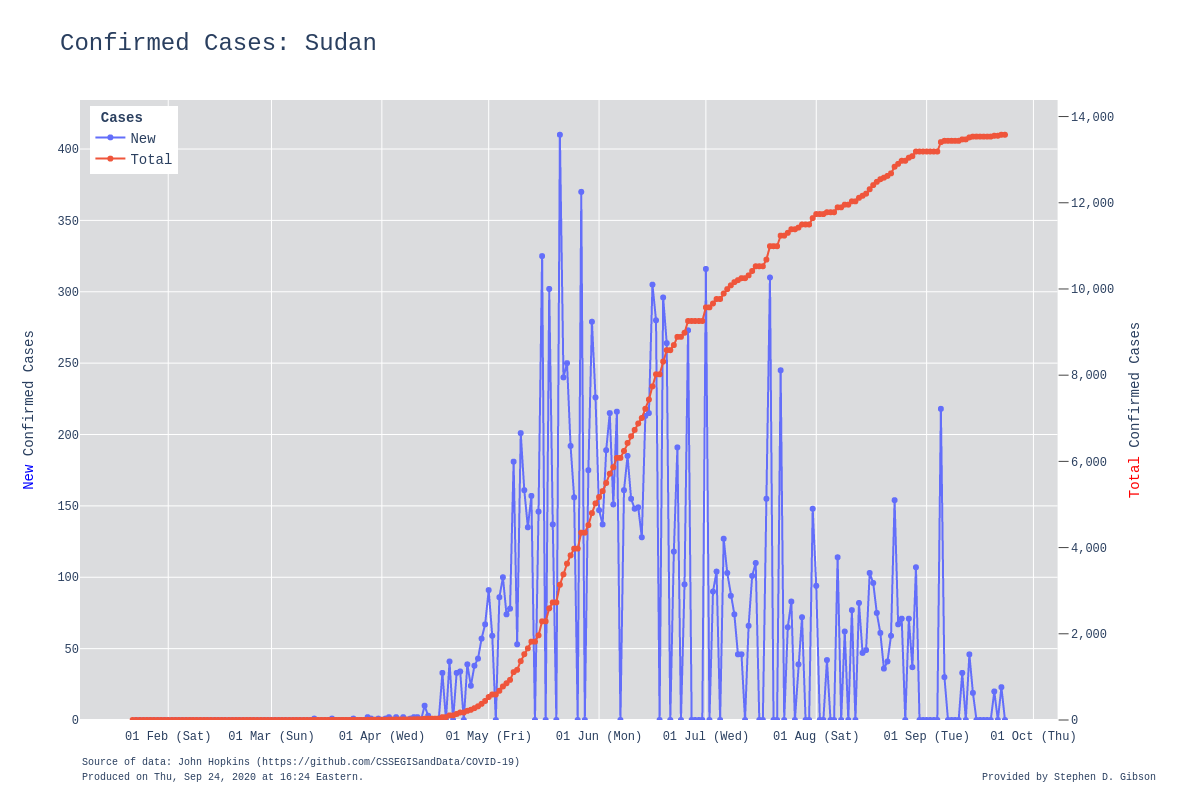 Confirmed Cases: Sudan
Cases
New
Total
400
350
300
250
200
150
100
50
0
14,000
12,000
10,000
8,000
6,000
4,000
2,000
0
New Confirmed Cases
Total Confirmed Cases
01 Feb (Sat) 01 Mar (Sun) 01 Apr (Wed) 01 May (Fri) 01 Jun (Mon) 01 Jul (Wed) 01 Aug (Sat) 01 Sep (Tue) 01 Oct (Thu)
Source of data: John Hopkins (https://github.com/CSSEGISandData/COVID-19)
Produced on Thu, Sep 24, 2020 at 16:24 Eastern.
Provided by Stephen D. Gibson